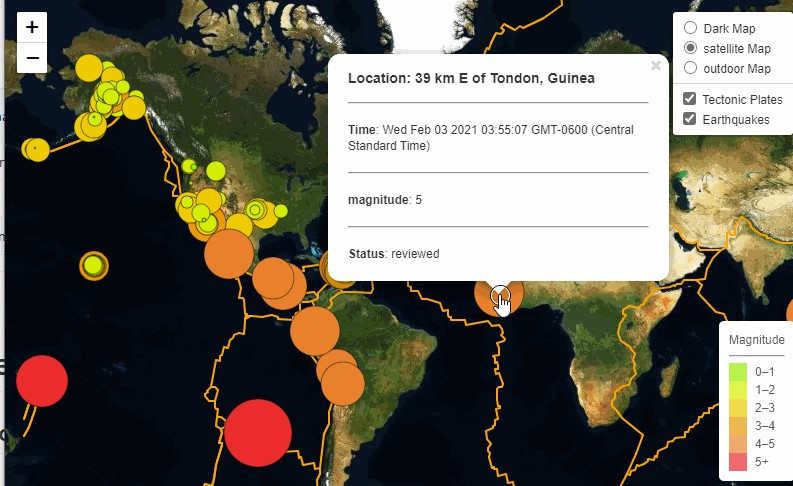 +
−
Location: 39 km E of Tondon, Guinea
×
Time: Wed Feb 03 2021 03:55:07 GMT-0600 (Central
Standard Time)
magnitude: 5
Status: reviewed
Dark Map
satellite Map
outdoor Map
Tectonic Plates
Earthquakes
Magnitude
0–1
1–2
2–3
3–4
4–5
5+